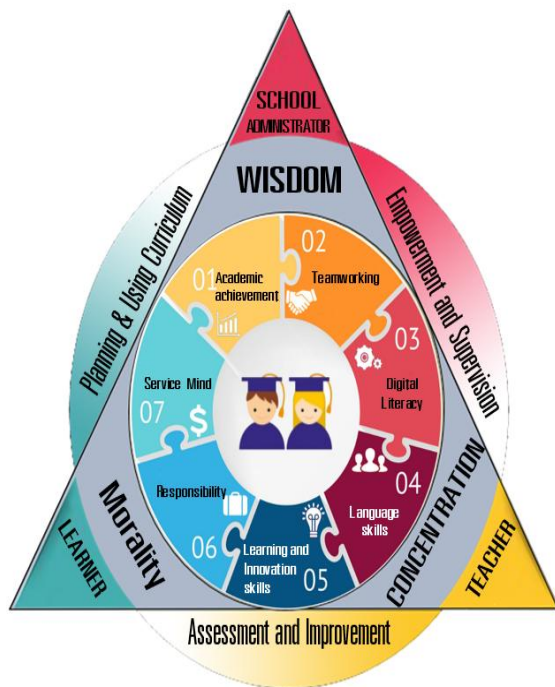 SCHOOL
ADMINISTRATOR
WISDOM
Planning & Using Curriculum
Empowerment and Supervision
01
Academic
achievement
02
Teamworking
03
Digital
Literacy
04
Language
skills
05
Learning and
Innovation
skills
06
Responsibility
07
Service Mind
$
Morality
CONCENTRATION
LEARNER
TEACHER
Assessment and Improvement